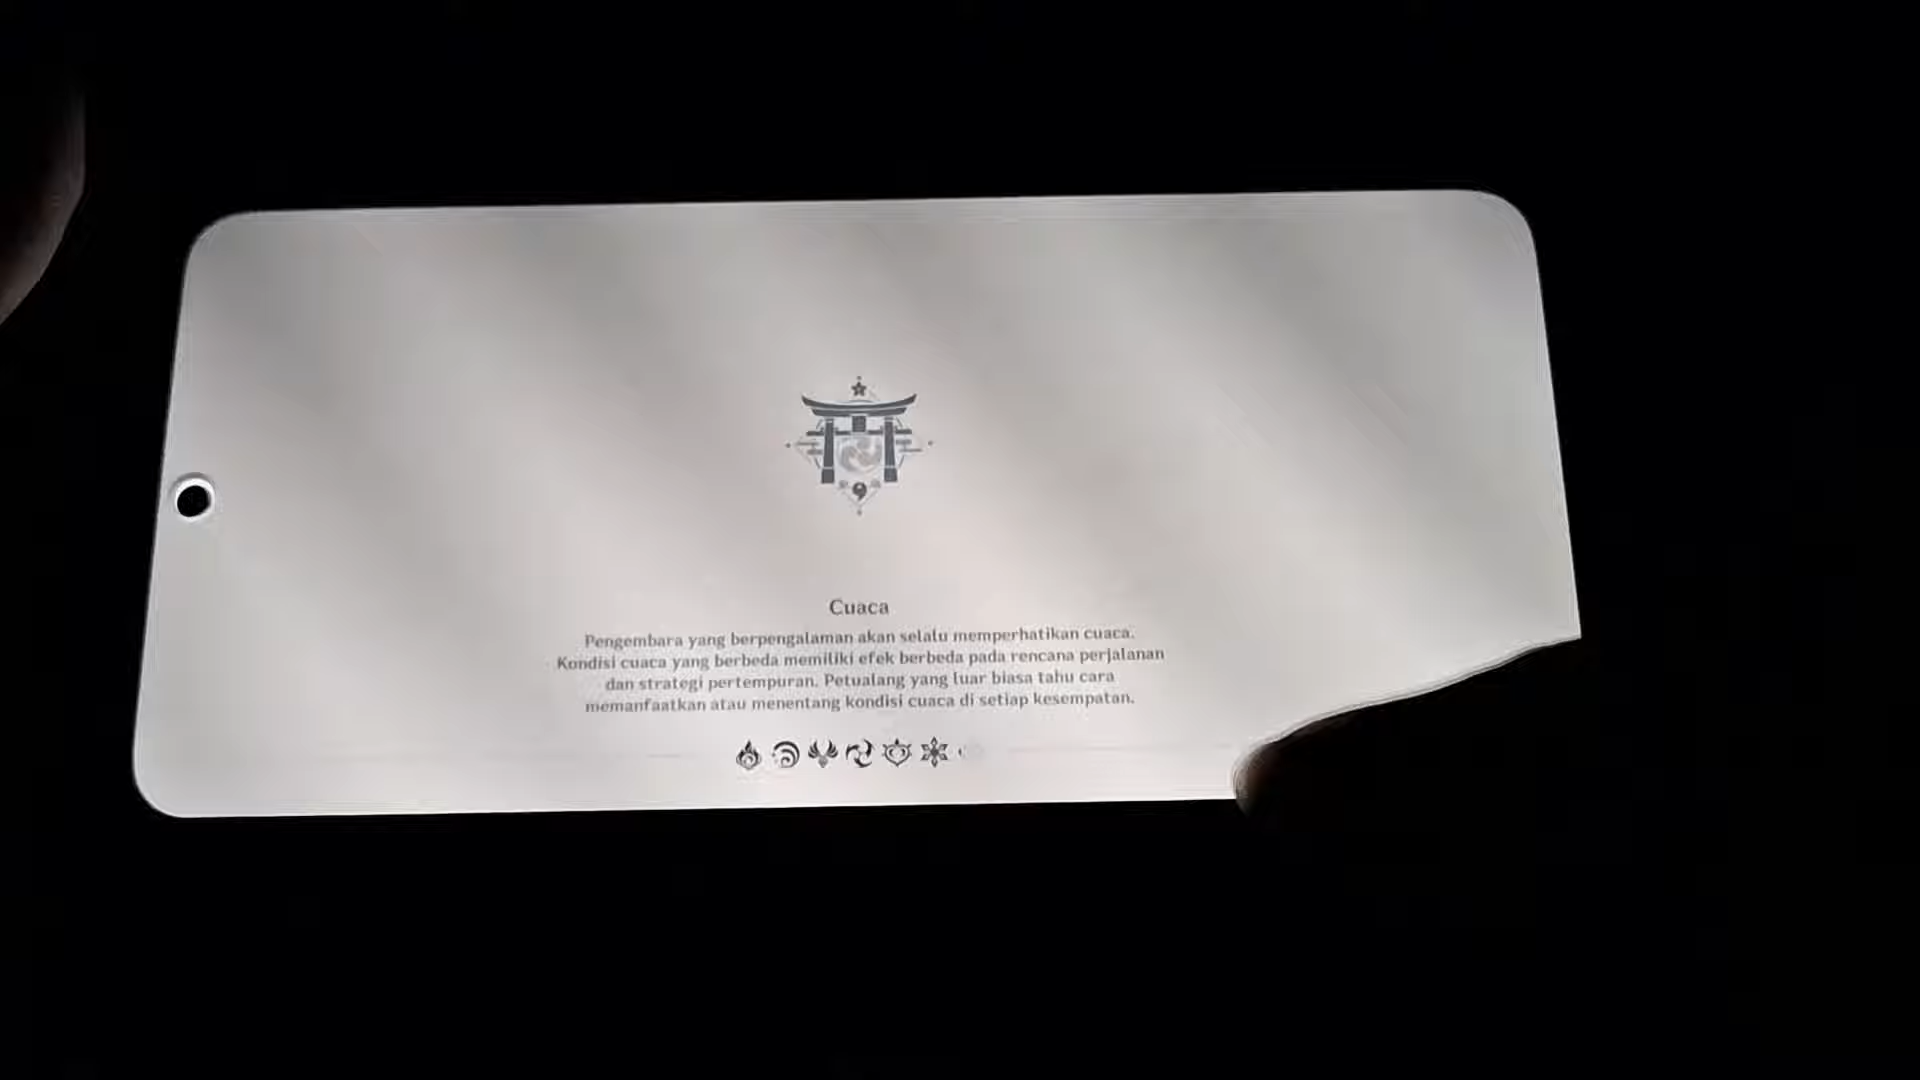 Cuaca
Pengembara yang berpengalaman akan selalu memperhatikan cuaca.
Kondisi cuaca yang berbeda memiliki efek berbeda pada rencana perjalanan
dan strategi pertempuran. Petualang yang luar biasa tahu cara
memanfaatkan atau menentang kondisi cuaca di setiap kesempatan.